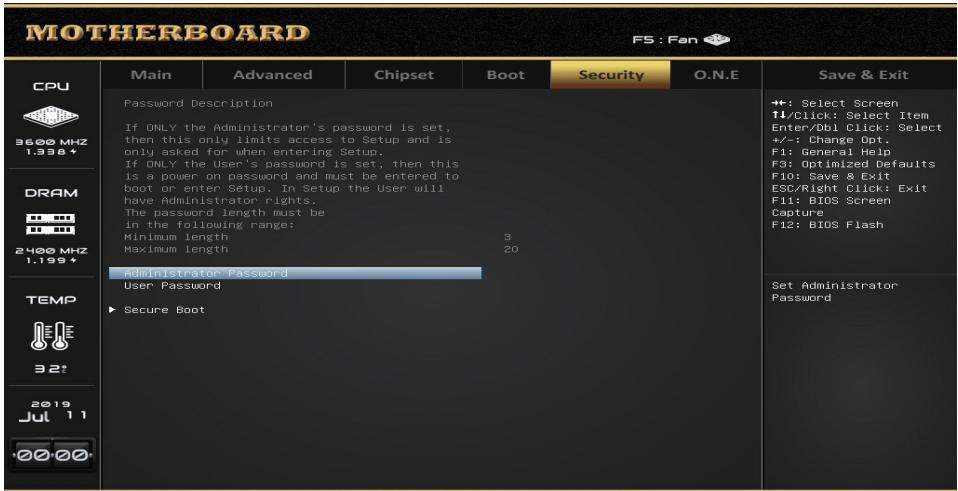 MOTHERBOARD
F5 : Fan
CPU
3600 MHZ
1.338
DRAM
2400 MHZ
1.199
TEMP
32
2019
Jul 11
00:00
Main Advanced Chipset Boot Security O.N.E Save & Exit
Password Description
If ONLY the Administrator's password is set,
then this only limits access to Setup and is
only asked for when entering Setup.
If ONLY the User's password is set, then this
is a power on password and must be entered to
boot or enter Setup. In Setup the User will
have Administrator rights.
The password length must be
in the following range:
Minimum length 3
Maximum length 20
Administrator Password
User Password
Secure Boot
→←: Select Screen
↑↓/Click: Select Item
Enter/Dbl Click: Select
+/-: Change Opt.
F1: General Help
F3: Optimized Defaults
F10: Save & Exit
ESC/Right Click: Exit
F11: BIOS Screen
Capture
F12: BIOS Flash
Set Administrator
Password